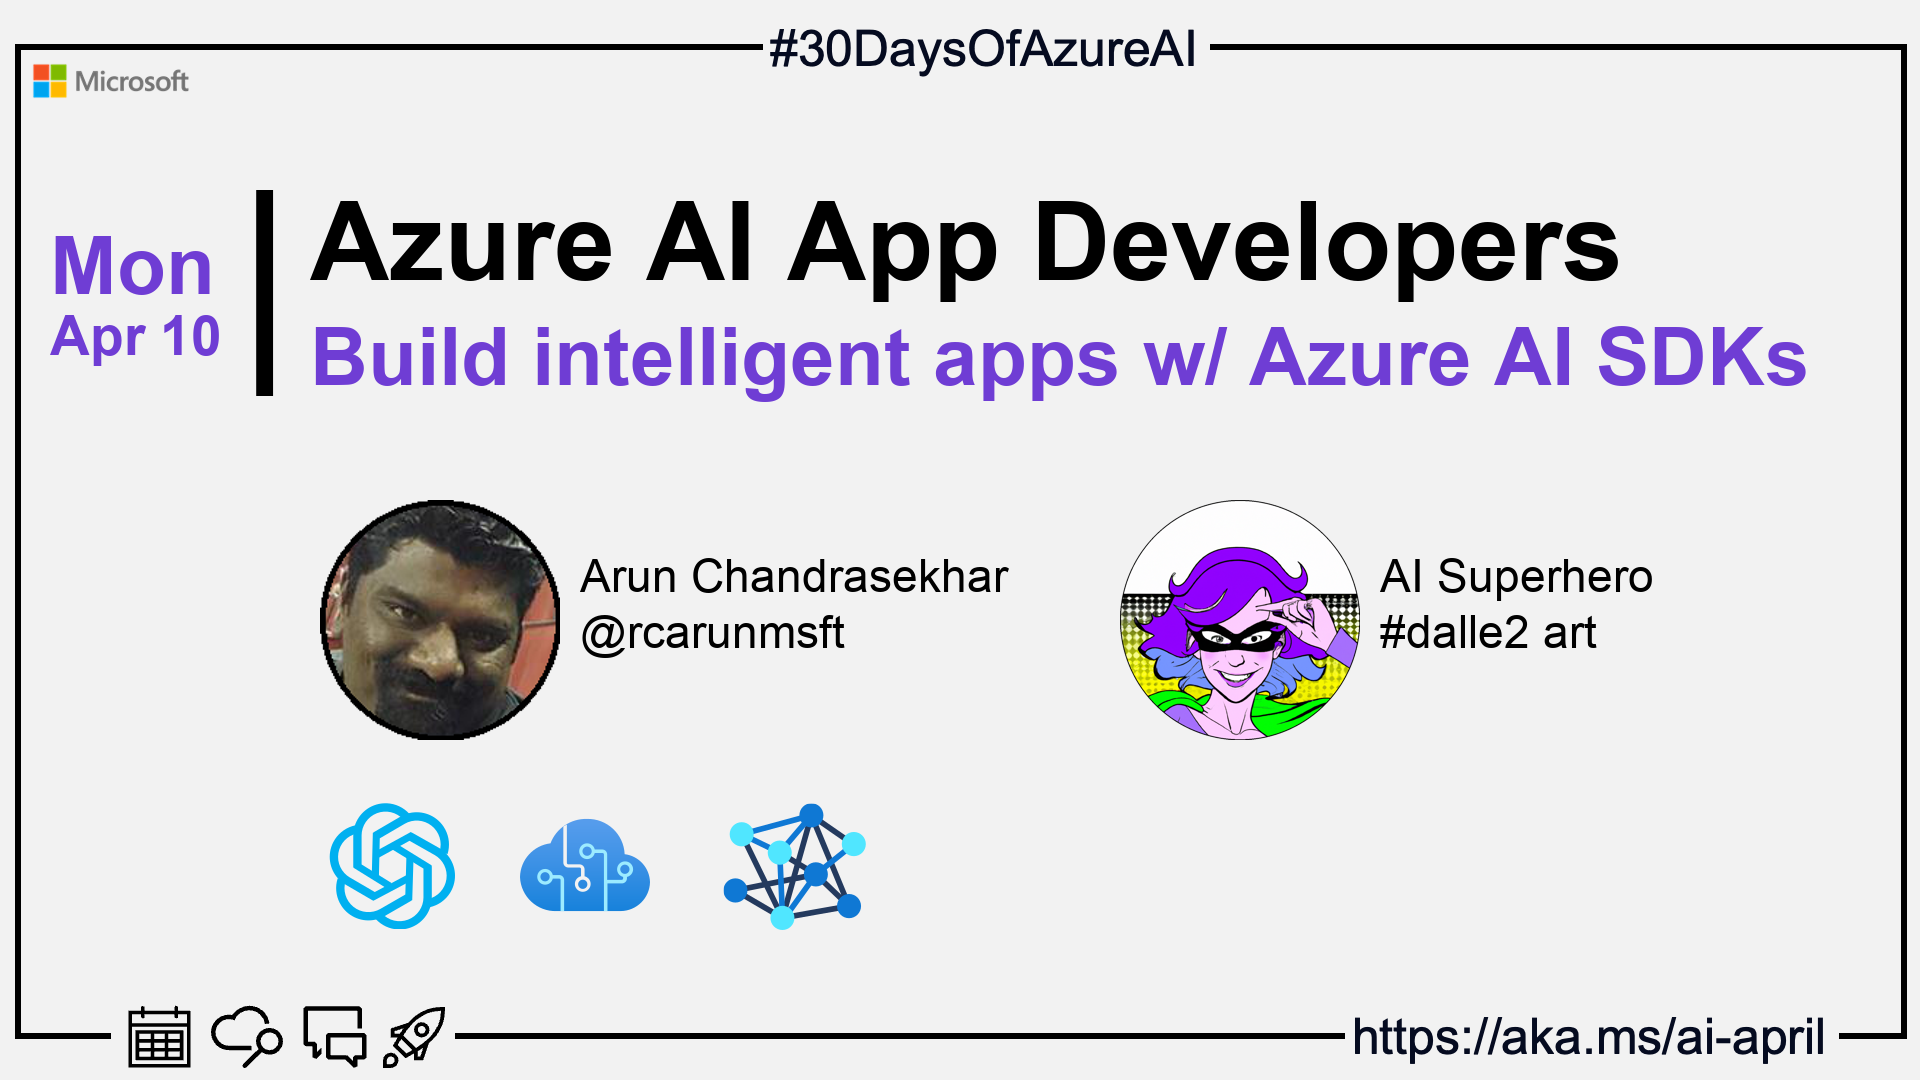 #30DaysOfAzureAI
Microsoft
Mon
Apr 10
Azure AI App Developers
Build intelligent apps w/ Azure AI SDKs
Arun Chandrasekhar
@rcarunmsft
AI Superhero
#dalle2 art
https://aka.ms/ai-april